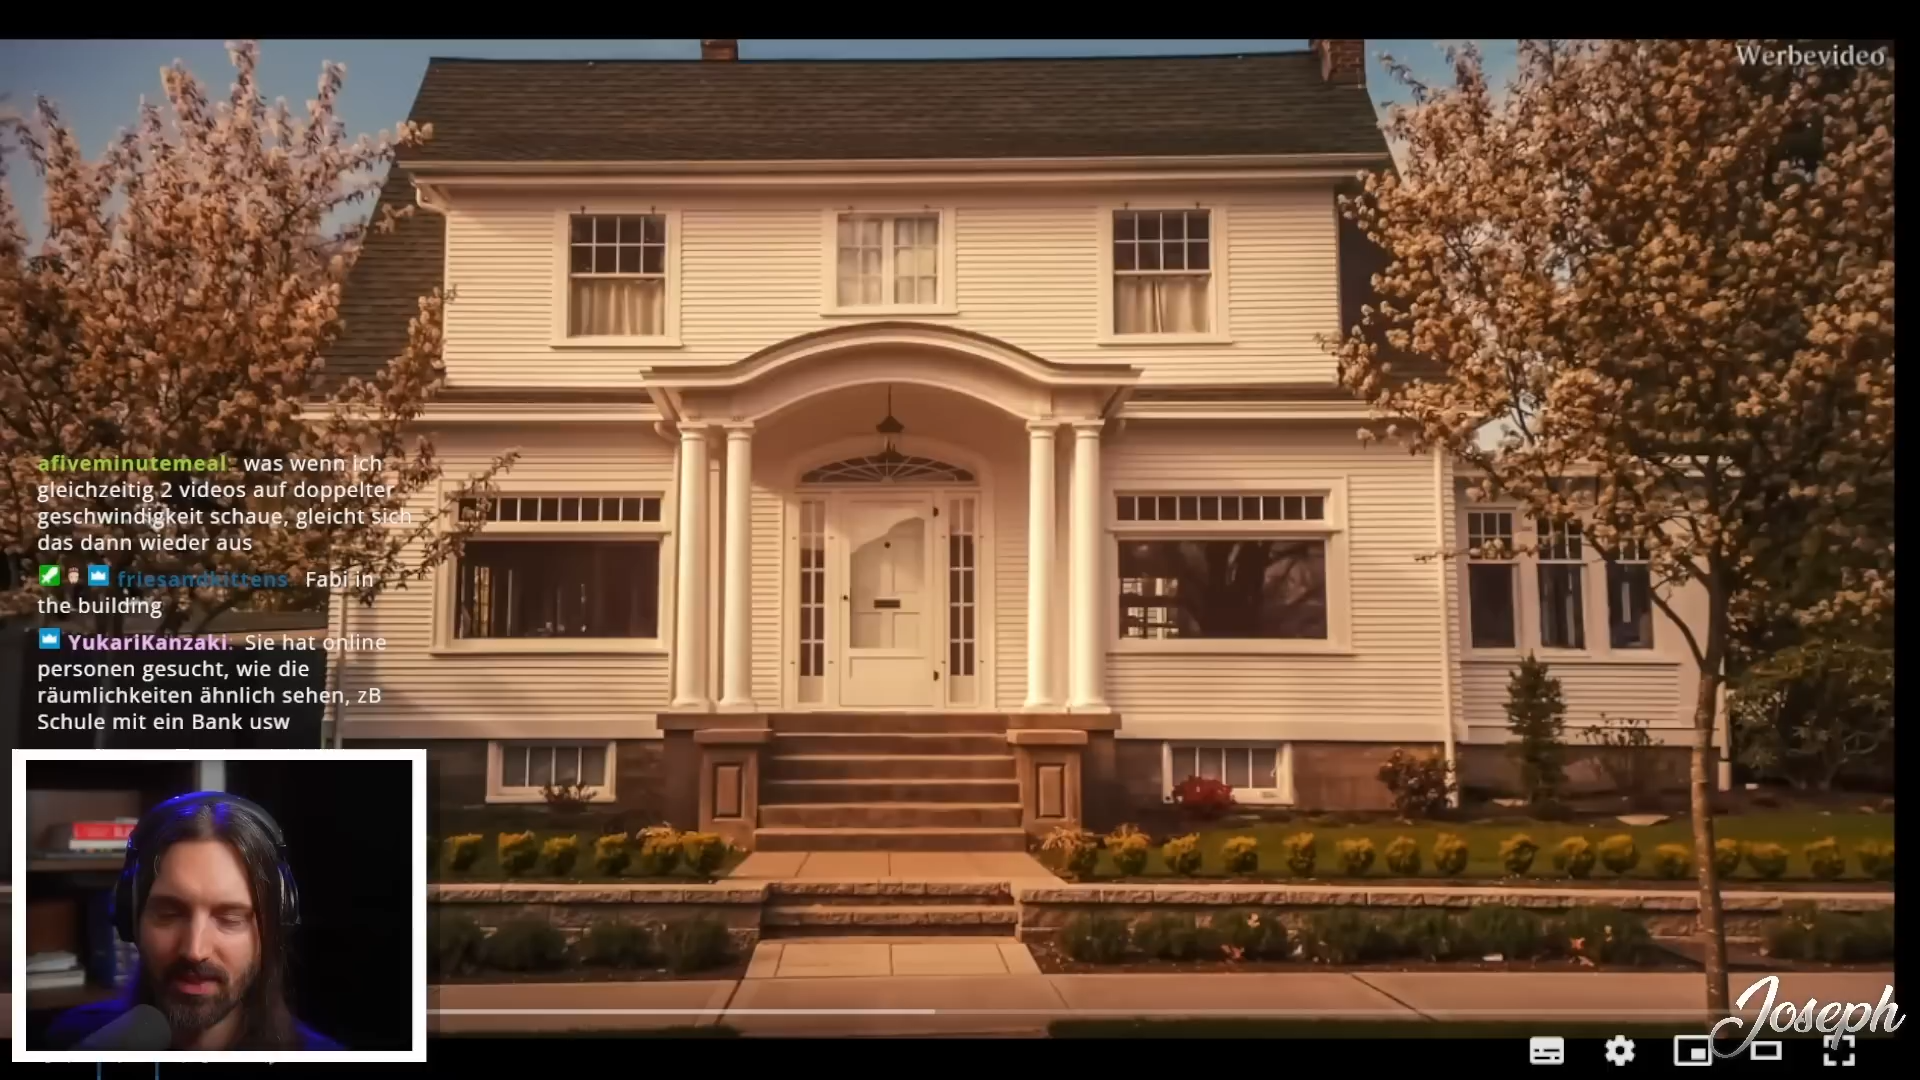 Werbevideo
afiveminutemeal: was wenn ich
gleichzeitig 2 videos auf doppelter
geschwindigkeit schaue, gleicht sich
das dann wieder aus
friesandkittens Fabi in
the building
YukariKanzaki: Sie hat online
personen gesucht, wie die
räumlichkeiten ähnlich sehen, zB
Schule mit ein Bank usw
Joseph